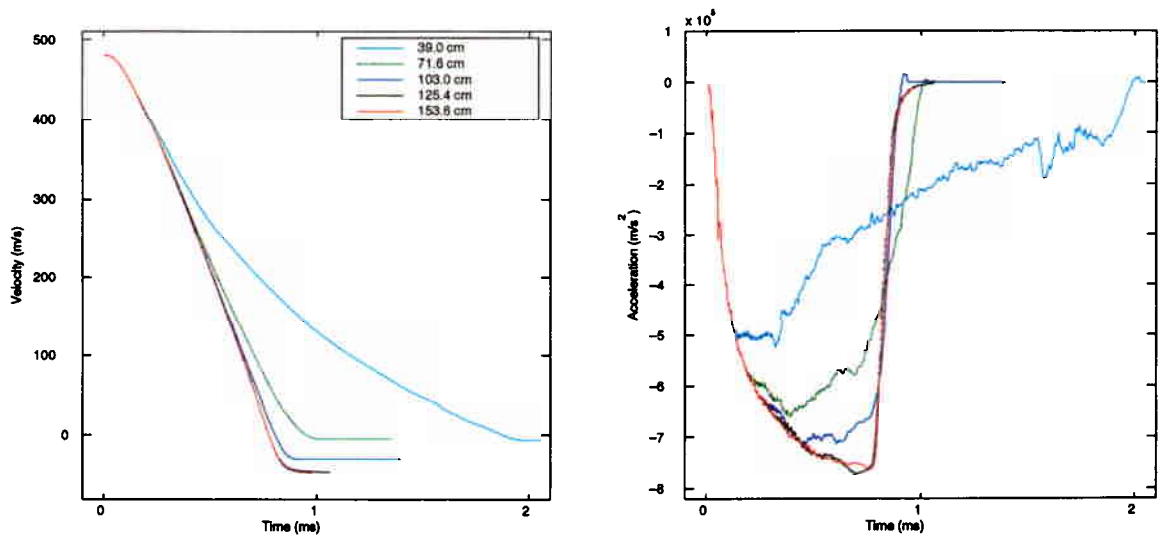 500
400
300
200
100
0
Velocity (m/s)
0
1
2
Time (ms)
39.0 cm
71.6 cm
103.0 cm
125.4 cm
153.6 cm
x 10⁵
1
0
−1
−2
−3
−4
−5
−6
−7
−8
Acceleration (m/s²)
0
1
2
Time (ms)